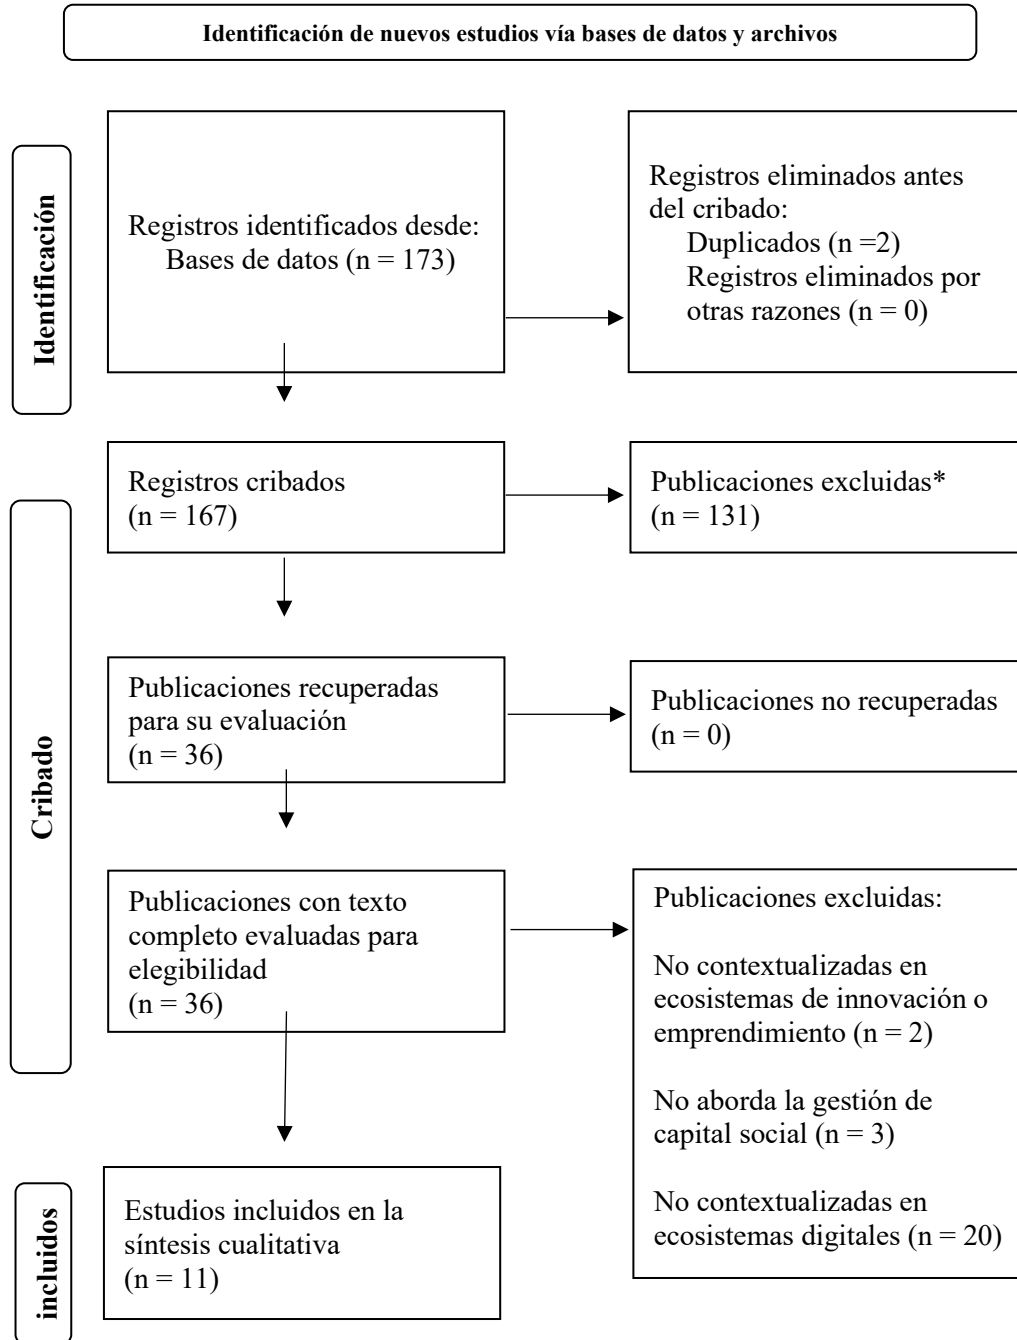 Identificación de nuevos estudios vía bases de datos y archivos
Identificación
Registros identificados desde:
Bases de datos (n = 173)
Registros eliminados antes
del cribado:
Duplicados (n =2)
Registros eliminados por
otras razones (n = 0)
Cribado
Registros cribados
(n = 167)
Publicaciones excluidas*
(n = 131)
Publicaciones recuperadas
para su evaluación
(n = 36)
Publicaciones no recuperadas
(n = 0)
Publicaciones con texto
completo evaluadas para
elegibilidad
(n = 36)
Publicaciones excluidas:
No contextualizadas en
ecosistemas de innovación o
emprendimiento (n = 2)
No aborda la gestión de
capital social (n = 3)
No contextualizadas en
ecosistemas digitales (n = 20)
incluidos
Estudios incluidos en la
síntesis cualitativa
(n = 11)